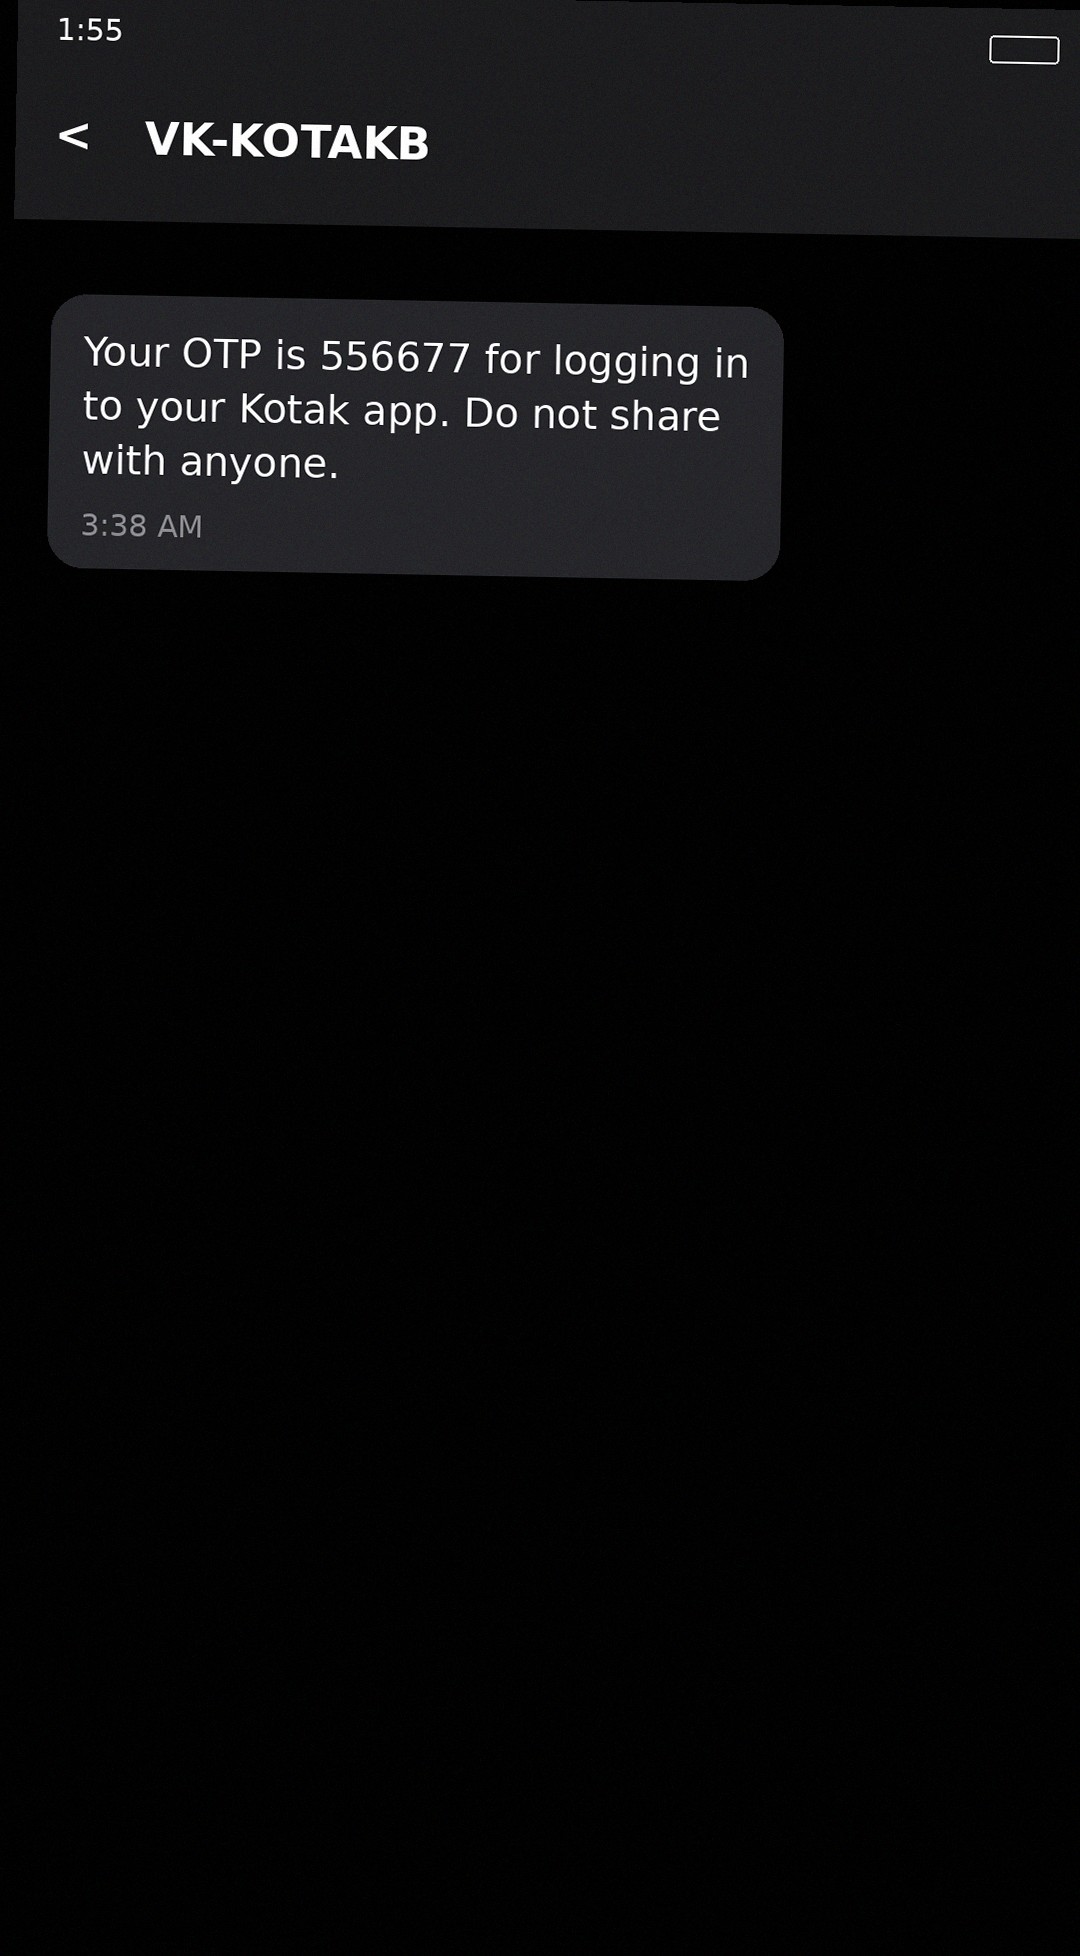 1:55
< VK-KOTAKB
Your OTP is 556677 for logging in
to your Kotak app. Do not share
with anyone.
3:38 AM